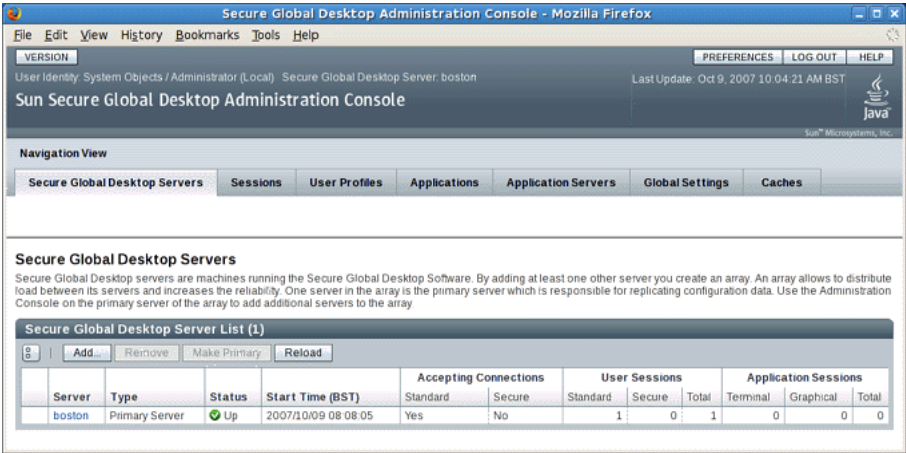 Secure Global Desktop Administration Console - Mozilla Firefox
File Edit View History Bookmarks Tools Help
VERSION PREFERENCES LOG OUT HELP
User Identity: System Objects / Administrator (Local) Secure Global Desktop Server: boston Last Update: Oct 9, 2007 10:04:21 AM BST
Sun Secure Global Desktop Administration Console
Java
Sun™ Microsystems, Inc.
Navigation View
Secure Global Desktop Servers Sessions User Profiles Applications Application Servers Global Settings Caches
Secure Global Desktop Servers
Secure Global Desktop servers are machines running the Secure Global Desktop Software. By adding at least one other server you create an array. An array allows to distribute
load between its servers and increases the reliability. One server in the array is the primary server which is responsible for replicating configuration data. Use the Administration
Console on the primary server of the array to add additional servers to the array.
Secure Global Desktop Server List (1)
Add... Remove Make Primary Reload
Accepting Connections User Sessions Application Sessions
Server Type Status Start Time (BST) Standard Secure Standard Secure Total Terminal Graphical Total
boston Primary Server Up 2007/10/09 08:08:05 Yes No 1 0 1 0 0 0